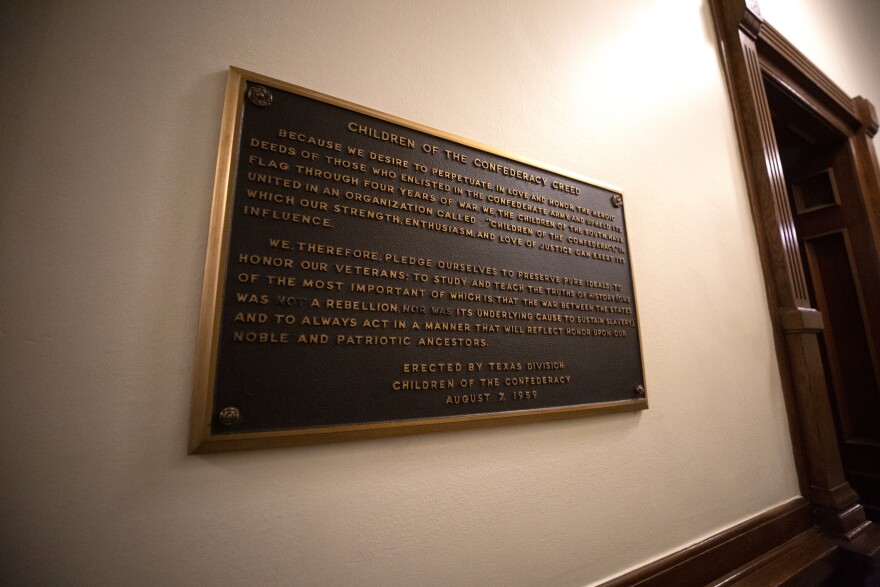 CHILDREN OF THE CONFEDERACY CREED
BECAUSE WE DESIRE TO PERPETUATE, IN LOVE AND HONOR, THE HEROIC
DEEDS OF THOSE WHO ENLISTED IN THE CONFEDERATE ARMY, AND UPHELD ITS
FLAG THROUGH FOUR YEARS OF WAR, WE, THE CHILDREN OF THE SOUTH, HAVE
UNITED IN AN ORGANIZATION CALLED "CHILDREN OF THE CONFEDERACY," IN
WHICH OUR STRENGTH, ENTHUSIASM, AND LOVE OF JUSTICE CAN EXERT ITS
INFLUENCE.
WE, THEREFORE, PLEDGE OURSELVES TO PRESERVE PURE IDEALS; TO
HONOR OUR VETERANS; TO STUDY AND TEACH THE TRUTHS OF HISTORY (ONE
OF THE MOST IMPORTANT OF WHICH IS THAT THE WAR BETWEEN THE STATES
WAS NOT A REBELLION, NOR WAS ITS UNDERLYING CAUSE TO SUSTAIN SLAVERY),
AND TO ALWAYS ACT IN A MANNER THAT WILL REFLECT HONOR UPON OUR
NOBLE AND PATRIOTIC ANCESTORS.
ERECTED BY TEXAS DIVISION
CHILDREN OF THE CONFEDERACY
AUGUST 7, 1959